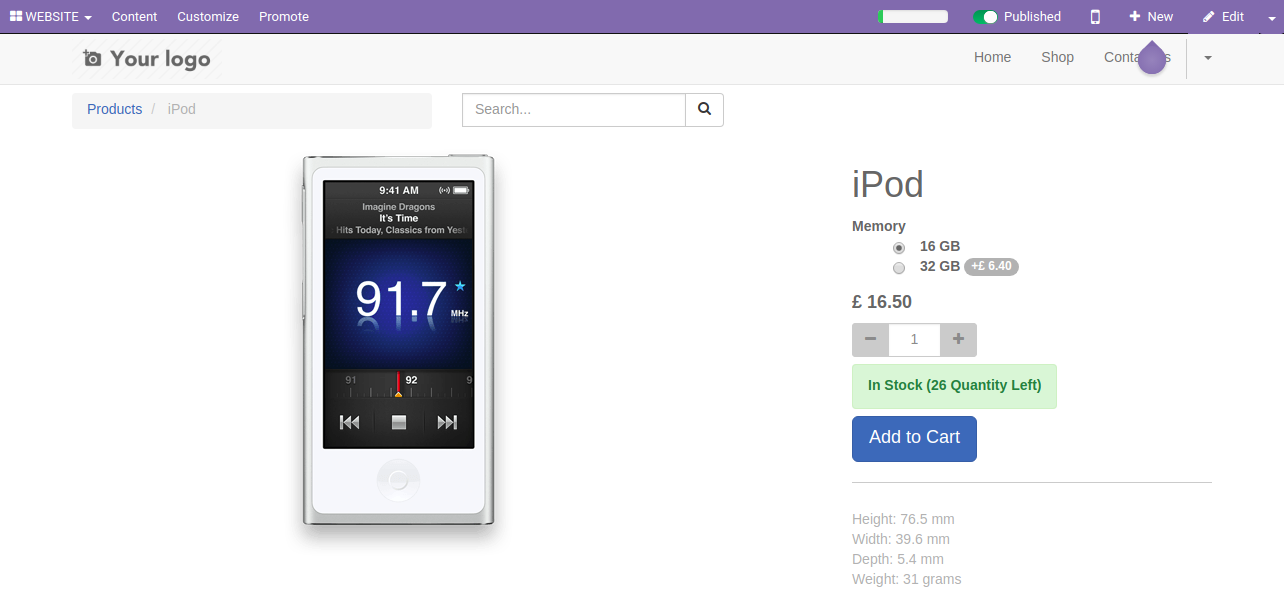 WEBSITE Content Customize Promote Published New Edit
Your logo Home Shop
Products / iPod Search...
9:41 AM
Imagine Dragons
It's Time
Hits Today, Classics from Yest
91.7
MHz
91 92 9
iPod
Memory
16 GB
32 GB +£ 6.40
£ 16.50
1
In Stock (26 Quantity Left)
Add to Cart
Height: 76.5 mm
Width: 39.6 mm
Depth: 5.4 mm
Weight: 31 grams